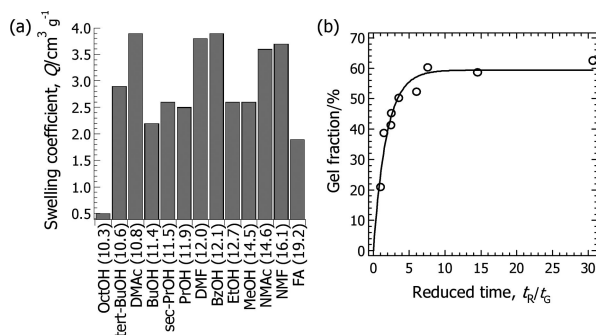 (a)
Swelling coefficient, Q/cm³ g⁻¹
4.0
3.5
3.0
2.5
2.0
1.5
1.0
0.5
OctOH (10.3)
tert-BuOH (10.6)
DMAc (10.8)
BuOH (11.4)
sec-PrOH (11.5)
PrOH (11.9)
DMF (12.0)
BzOH (12.1)
EtOH (12.7)
MeOH (14.5)
NMAc (14.6)
NMF (16.1)
FA (19.2)
(b)
Gel fraction/%
70
60
50
40
30
20
10
0
0 5 10 15 20 25 30
Reduced time, tR/tG